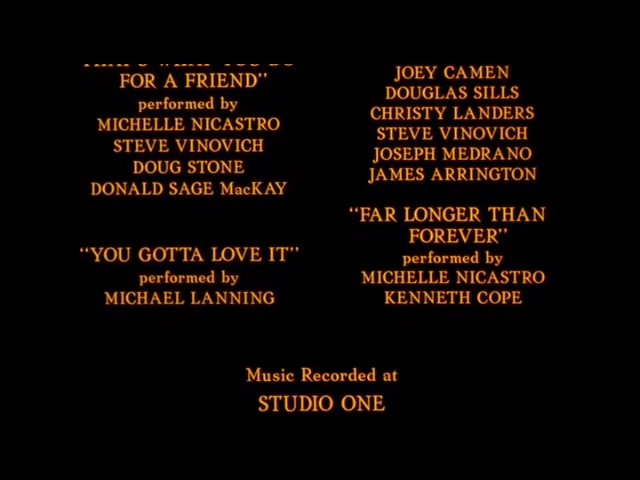 FOR A FRIEND"
performed by
MICHELLE NICASTRO
STEVE VINOVICH
DOUG STONE
DONALD SAGE MacKAY
"YOU GOTTA LOVE IT"
performed by
MICHAEL LANNING
JOEY CAMEN
DOUGLAS SILLS
CHRISTY LANDERS
STEVE VINOVICH
JOSEPH MEDRANO
JAMES ARRINGTON
"FAR LONGER THAN
FOREVER"
performed by
MICHELLE NICASTRO
KENNETH COPE
Music Recorded at
STUDIO ONE